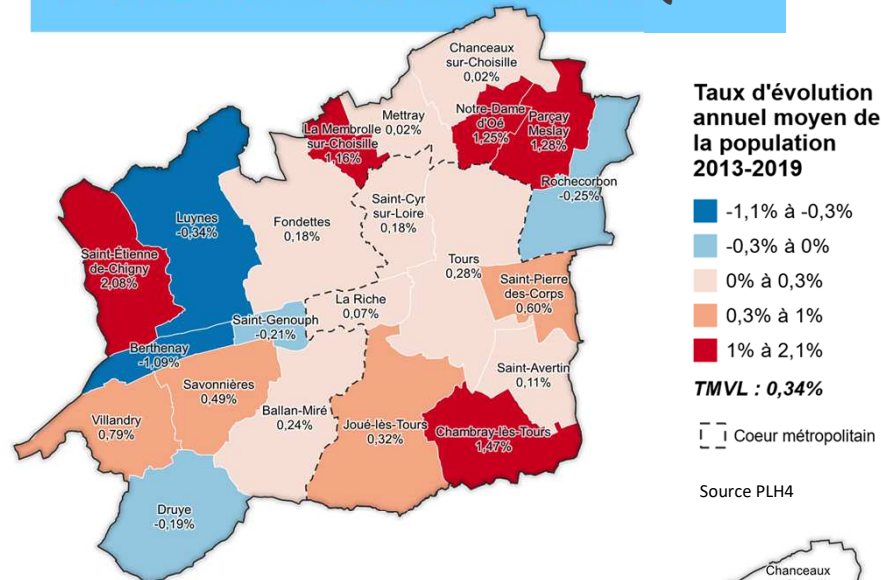 Chanceaux
sur-Choisille
0,02%
Mettray
0,02%
Notre-Dame
d'Oé
1,25%
Parçay
Meslay
1,28%
La Membrolle
sur-Choisille
1,16%
Rochecorbon
-0,25%
Luynes
-0,34%
Fondettes
0,18%
Saint-Cyr
sur-Loire
0,18%
Saint-Étienne
de-Chigny
2,08%
Tours
0,28%
Saint-Pierre
des-Corps
0,60%
La Riche
0,07%
Saint-Genouph
-0,21%
Berthenay
-1,09%
Savonnières
0,49%
Saint-Avertin
0,11%
Villandry
0,79%
Ballan-Miré
0,24%
Joué-lès-Tours
0,32%
Chambray-lès-Tours
1,47%
Druye
-0,19%
Taux d'évolution
annuel moyen de
la population
2013-2019
-1,1% à -0,3%
-0,3% à 0%
0% à 0,3%
0,3% à 1%
1% à 2,1%
TMVL : 0,34%
Coeur métropolitain
Source PLH4
Chanceaux